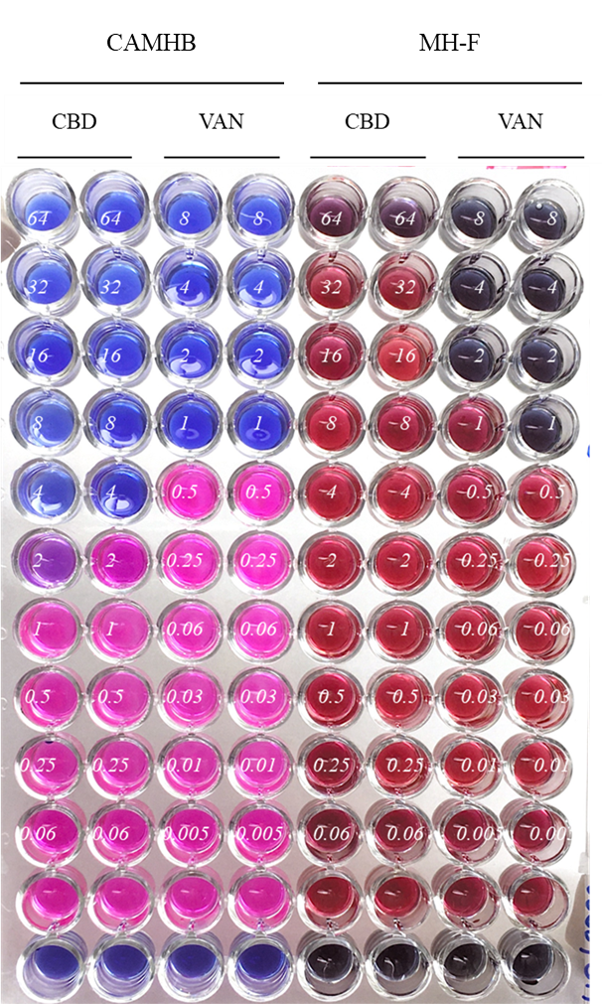 CAMHB MH-F
CBD VAN CBD VAN
64 64 8 8 64 64 8 8
32 32 4 4 32 32 4 4
16 16 2 2 16 16 2 2
8 8 1 1 8 8 1 1
4 4 0.5 0.5 4 4 0.5 0.5
2 2 0.25 0.25 2 2 0.25 0.25
1 1 0.06 0.06 1 1 0.06 0.06
0.5 0.5 0.03 0.03 0.5 0.5 0.03 0.03
0.25 0.25 0.01 0.01 0.25 0.25 0.01 0.01
0.06 0.06 0.005 0.005 0.06 0.06 0.005